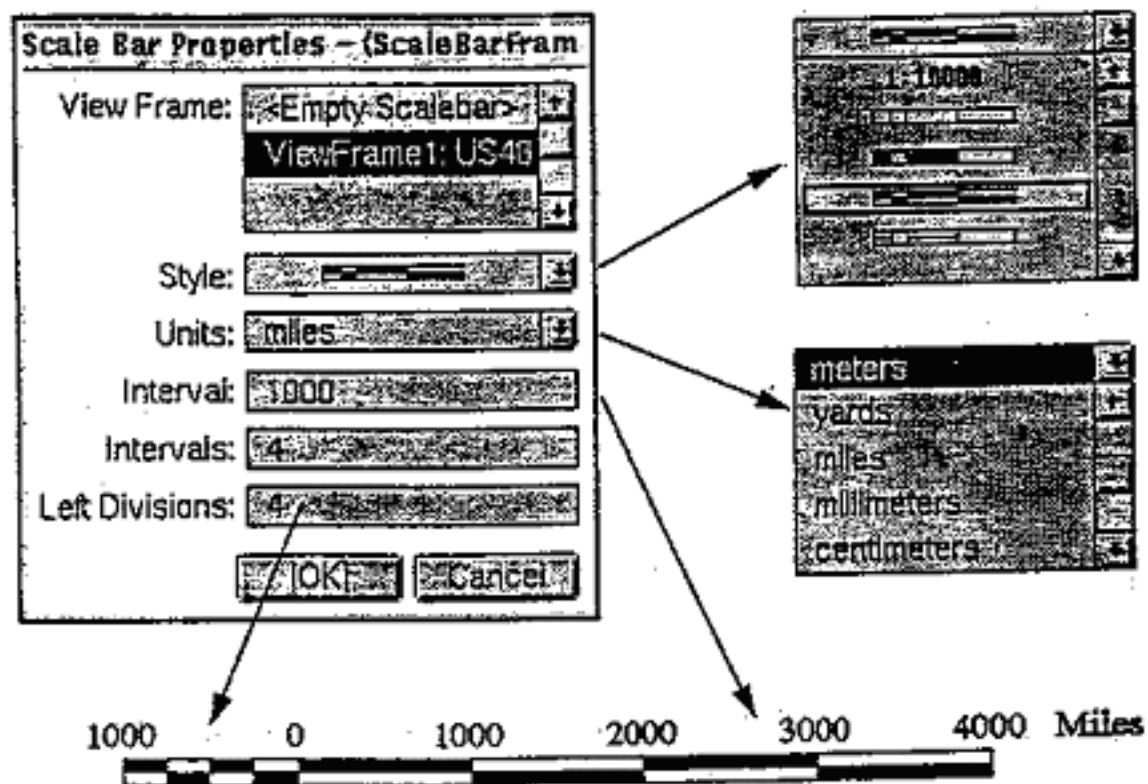 Scale Bar Properties - (ScaleBarFram
View Frame: <Empty Scalebar>
ViewFrame1: US48
Style:
Units: miles
Interval: 1000
Intervals: 4
Left Divisions: 4
OK Cancel
1: 10000
meters
yards
miles
millimeters
centimeters
1000 0 1000 2000 3000 4000 Miles